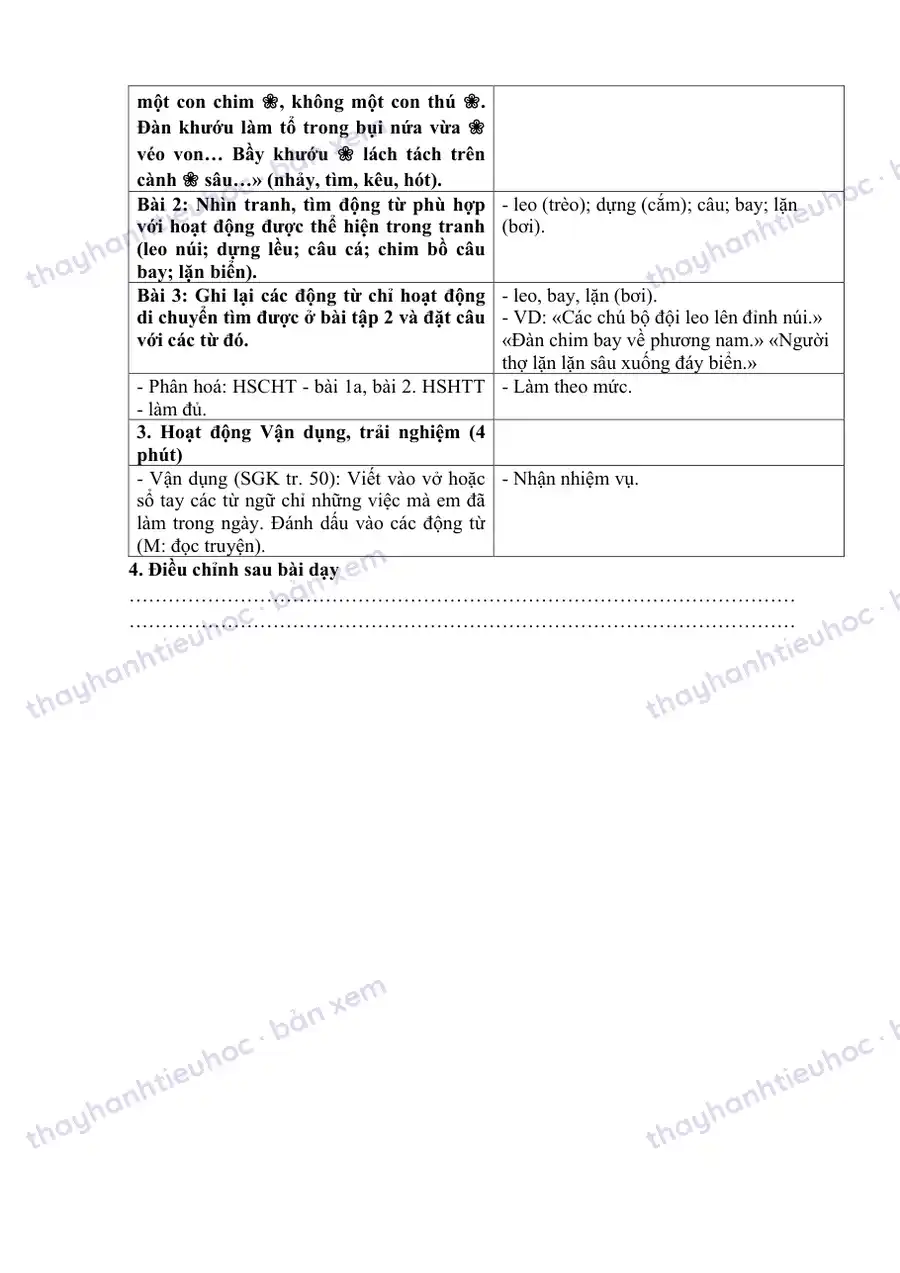 một con chim ❀, không một con thú ❀.
Đàn khướu làm tổ trong bụi nứa vừa ❀
véo von… Bầy khướu ❀ lách tách trên
cành ❀ sâu…» (nhảy, tìm, kêu, hót).
Bài 2: Nhìn tranh, tìm động từ phù hợp
với hoạt động được thể hiện trong tranh
(leo núi; dựng lều; câu cá; chim bồ câu
bay; lặn biển).
- leo (trèo); dựng (cắm); câu; bay; lặn
(bơi).
Bài 3: Ghi lại các động từ chỉ hoạt động
di chuyển tìm được ở bài tập 2 và đặt câu
với các từ đó.
- leo, bay, lặn (bơi).
- VD: «Các chú bộ đội leo lên đỉnh núi.»
«Đàn chim bay về phương nam.» «Người
thợ lặn lặn sâu xuống đáy biển.»
- Phân hoá: HSCHT - bài 1a, bài 2. HSHTT
- làm đủ.
- Làm theo mức.
3. Hoạt động Vận dụng, trải nghiệm (4
phút)
- Vận dụng (SGK tr. 50): Viết vào vở hoặc
sổ tay các từ ngữ chỉ những việc mà em đã
làm trong ngày. Đánh dấu vào các động từ
(M: đọc truyện).
- Nhận nhiệm vụ.
4. Điều chỉnh sau bài dạy
…………………………………………………………………………………………
…………………………………………………………………………………………
thayhanhtieuhoc · bản xem
thayhanhtieuhoc · b
thayhanhtieuhoc · bản xem
thayhanhtieuhoc · b
thayhanhtieuhoc · bản xem
thayhanhtieuhoc · b